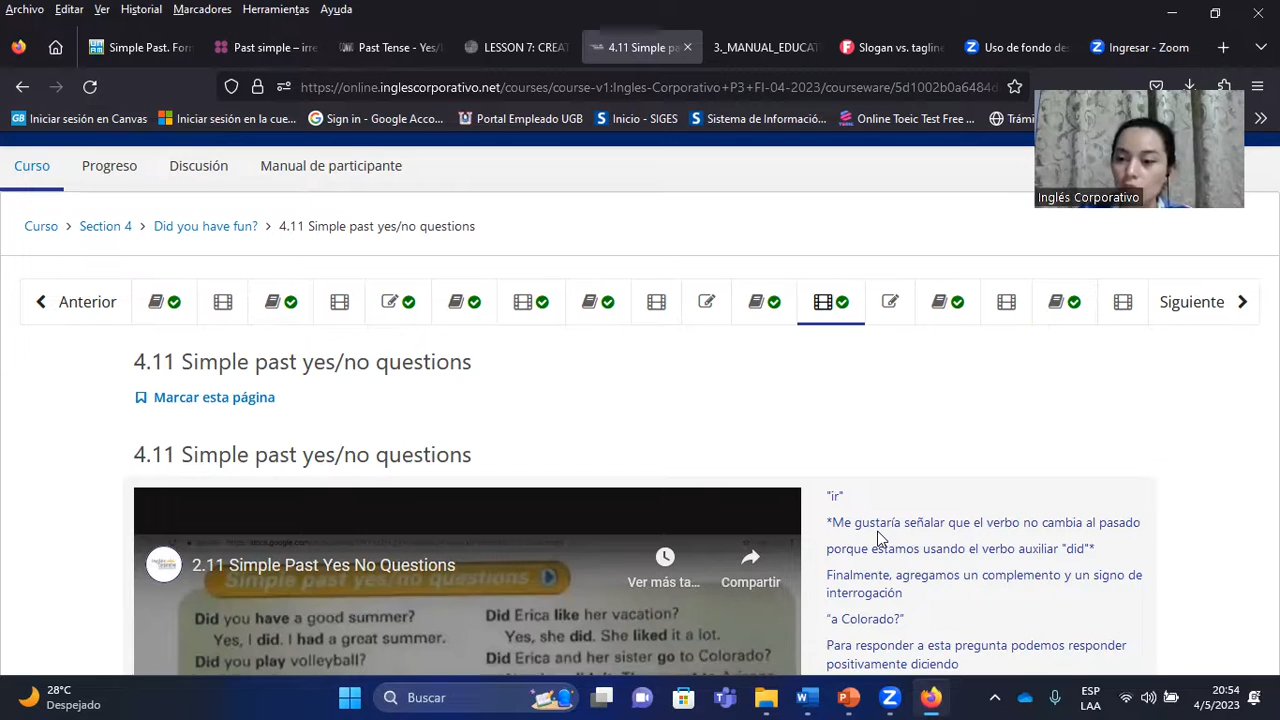 Archivo Editar Ver Historial Marcadores Herramientas Ayuda
Simple Past. For
Past simple – irre
Past Tense - Yes/
LESSON 7: CREAT
4.11 Simple pa
3._MANUAL_EDUCAT
Slogan vs. tagline
Uso de fondo de
Ingresar - Zoom
https://online.inglescorporativo.net/courses/course-v1:Ingles-Corporativo+P3+FI-04-2023/courseware/5d1002b0a6484d
Iniciar sesión en Canvas
Iniciar sesión en la cue...
Sign in - Google Acco...
Portal Empleado UGB
Inicio - SIGES
Sistema de Informació...
Online Toeic Test Free ...
Trámi
Inglés Corporativo
Curso Progreso Discusión Manual de participante
Curso > Section 4 > Did you have fun? > 4.11 Simple past yes/no questions
Anterior
Siguiente
4.11 Simple past yes/no questions
Marcar esta página
4.11 Simple past yes/no questions
2.11 Simple Past Yes No Questions
Ver más ta...
Compartir
Simple past yes/no questions
Did you have a good summer?
Yes, I did. I had a great summer.
Did you play volleyball?
Did Erica like her vacation?
Yes, she did. She liked it a lot.
Did Erica and her sister go to Colorado?
"ir"
*Me gustaría señalar que el verbo no cambia al pasado
porque estamos usando el verbo auxiliar "did"*
Finalmente, agregamos un complemento y un signo de
interrogación
"a Colorado?"
Para responder a esta pregunta podemos responder
positivamente diciendo
28°C
Despejado
Buscar
ESP
LAA
20:54
4/5/2023